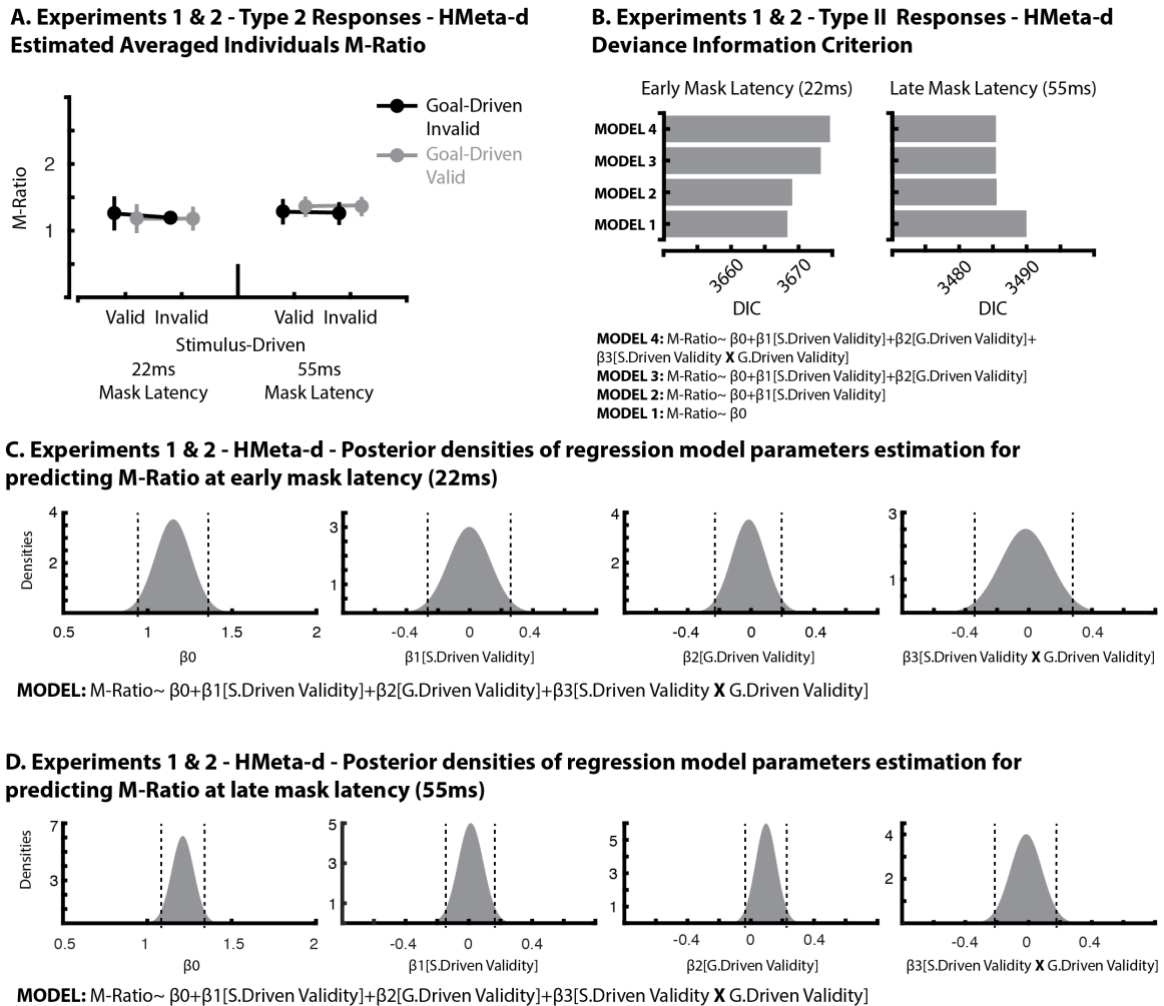 A. Experiments 1 & 2 - Type 2 Responses - HMeta-d
Estimated Averaged Individuals M-Ratio
M-Ratio
2
1
Goal-Driven
Invalid
Goal-Driven
Valid
Valid Invalid Valid Invalid
Stimulus-Driven
22ms 55ms
Mask Latency Mask Latency
B. Experiments 1 & 2 - Type II Responses - HMeta-d
Deviance Information Criterion
Early Mask Latency (22ms) Late Mask Latency (55ms)
MODEL 4
MODEL 3
MODEL 2
MODEL 1
3660 3670 3480 3490
DIC DIC
MODEL 4: M-Ratio~ β0+β1[S.Driven Validity]+β2[G.Driven Validity]+
β3[S.Driven Validity X G.Driven Validity]
MODEL 3: M-Ratio~ β0+β1[S.Driven Validity]+β2[G.Driven Validity]
MODEL 2: M-Ratio~ β0+β1[S.Driven Validity]
MODEL 1: M-Ratio~ β0
C. Experiments 1 & 2 - HMeta-d - Posterior densities of regression model parameters estimation for
predicting M-Ratio at early mask latency (22ms)
Densities
4 3 4 3
2 1 2 1
0.5 1 1.5 2 -0.4 0 0.4 -0.4 0 0.4 -0.4 0 0.4
β0 β1[S.Driven Validity] β2[G.Driven Validity] β3[S.Driven Validity X G.Driven Validity]
MODEL: M-Ratio~ β0+β1[S.Driven Validity]+β2[G.Driven Validity]+β3[S.Driven Validity X G.Driven Validity]
D. Experiments 1 & 2 - HMeta-d - Posterior densities of regression model parameters estimation for
predicting M-Ratio at late mask latency (55ms)
Densities
7 5 5 4
3 3 3 2
1 1
0.5 1 1.5 2 -0.4 0 0.4 -0.4 0 0.4 -0.4 0 0.4
β0 β1[S.Driven Validity] β2[G.Driven Validity] β3[S.Driven Validity X G.Driven Validity]
MODEL: M-Ratio~ β0+β1[S.Driven Validity]+β2[G.Driven Validity]+β3[S.Driven Validity X G.Driven Validity]